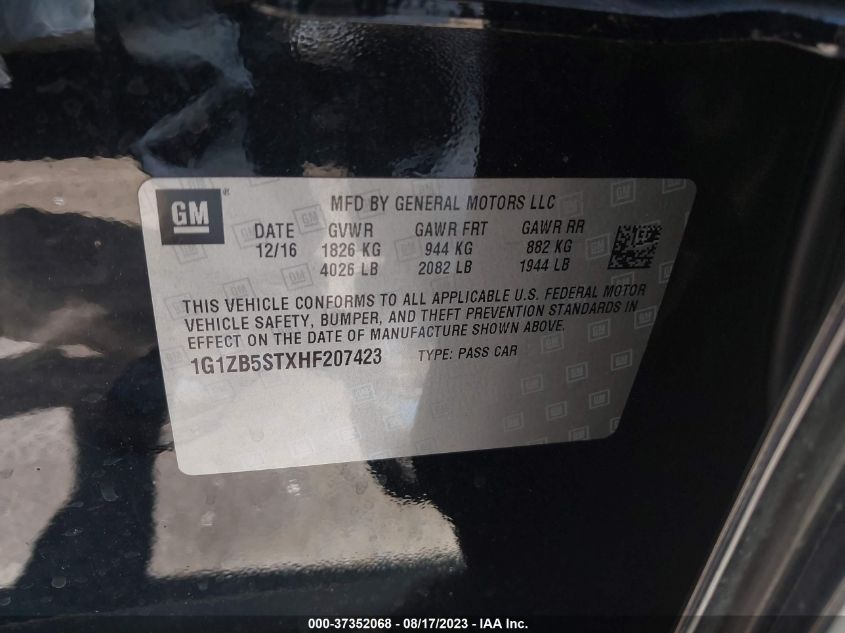 GM ®
MFD BY GENERAL MOTORS LLC
DATE GVWR GAWR FRT GAWR RR
12/16 1826 KG 944 KG 882 KG
4026 LB 2082 LB 1944 LB
THIS VEHICLE CONFORMS TO ALL APPLICABLE U.S. FEDERAL MOTOR
VEHICLE SAFETY, BUMPER, AND THEFT PREVENTION STANDARDS IN
EFFECT ON THE DATE OF MANUFACTURE SHOWN ABOVE.
1G1ZB5STXHF207423 TYPE: PASS CAR
000-37352068 - 08/17/2023 - IAA Inc.